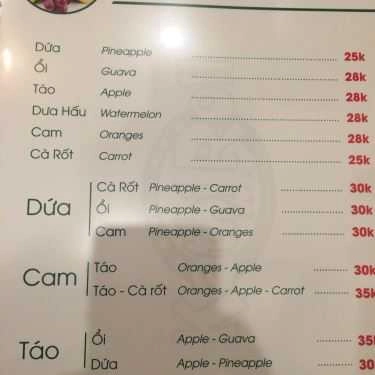 Dứa Pineapple 25k
Ổi Guava 28k
Táo Apple 28k
Dưa Hấu Watermelon 28k
Cam Oranges 28k
Cà Rốt Carrot 25k
Dứa
Cà Rốt Pineapple - Carrot 30k
Ổi Pineapple - Guava 30k
Cam Pineapple - Oranges 30k
Cam
Táo Oranges - Apple 30k
Táo - Cà rốt Oranges - Apple - Carrot 35k
Táo
Ổi Apple - Guava 35k
Dứa Apple - Pineapple 30